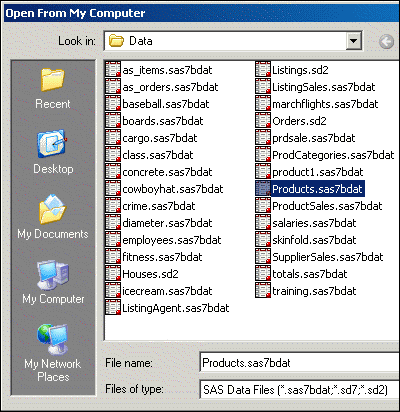 Open From My Computer
Look in: Data
Recent
Desktop
My Documents
My Computer
My Network
Places
as_items.sas7bdat
as_orders.sas7bdat
baseball.sas7bdat
boards.sas7bdat
cargo.sas7bdat
class.sas7bdat
concrete.sas7bdat
cowboyhat.sas7bdat
crime.sas7bdat
diameter.sas7bdat
employees.sas7bdat
fitness.sas7bdat
Houses.sd2
icecream.sas7bdat
ListingAgent.sas7bdat
Listings.sd2
ListingSales.sas7bdat
marchflights.sas7bdat
Orders.sd2
prdsale.sas7bdat
ProdCategories.sas7bdat
product1.sas7bdat
Products.sas7bdat
ProductSales.sas7bdat
salaries.sas7bdat
skinfold.sas7bdat
SupplierSales.sas7bdat
totals.sas7bdat
training.sas7bdat
File name: Products.sas7bdat
Files of type: SAS Data Files (*.sas7bdat;*.sd7;*.sd2)